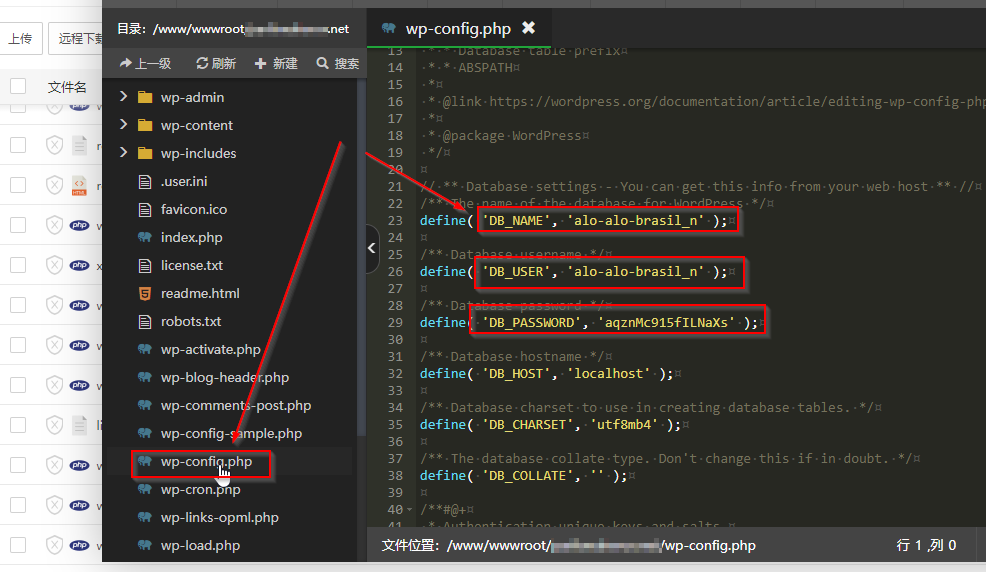 上传
远程下载
文件名
目录：/www/wwwroot .net
上一级 刷新 新建 搜索
wp-admin
wp-content
wp-includes
.user.ini
favicon.ico
index.php
license.txt
readme.html
robots.txt
wp-activate.php
wp-blog-header.php
wp-comments-post.php
wp-config-sample.php
wp-config.php
wp-cron.php
wp-links-opml.php
wp-load.php
wp-config.php
13 * * Database table prefix
14 * * ABSPATH
15 *
16 * @link https://wordpress.org/documentation/article/editing-wp-config-php
17 *
18 * @package WordPress
19 */
20
21 // ** Database settings - You can get this info from your web host ** //
22 /** The name of the database for WordPress */
23 define( 'DB_NAME', 'alo-alo-brasil_n' );
24
25 /** Database username */
26 define( 'DB_USER', 'alo-alo-brasil_n' );
27
28 /** Database password */
29 define( 'DB_PASSWORD', 'aqznMc915fILNaXs' );
30
31 /** Database hostname */
32 define( 'DB_HOST', 'localhost' );
33
34 /** Database charset to use in creating database tables. */
35 define( 'DB_CHARSET', 'utf8mb4' );
36
37 /** The database collate type. Don't change this if in doubt. */
38 define( 'DB_COLLATE', '' );
39
40 /**#@+
41 * Authentication unique keys and salts.
文件位置：/www/wwwroot/ /wp-config.php
行 1 ,列 0